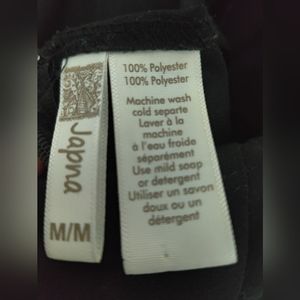 Japna
M/M
100% Polyester
100% Polyester
Machine wash
cold separte
Laver à la
machine
à l'eau froide
séparément
Use mild soap
or detergent
Utiliser un savon
doux ou un
détergent